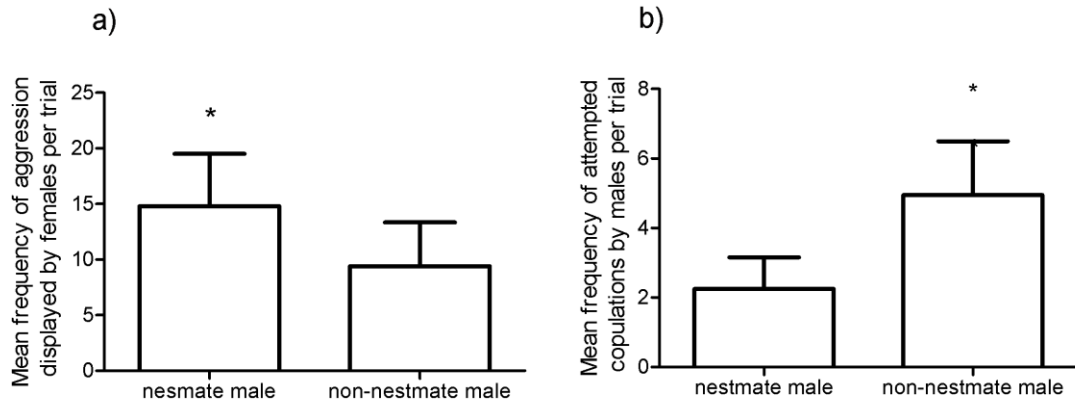 a)
Mean frequency of aggression
displayed by females per trial
25
20
15
10
5
0
*
nesmate male
non-nestmate male
b)
Mean frequency of attempted
copulations by males per trial
8
6
4
2
0
*
*
nestmate male
non-nestmate male